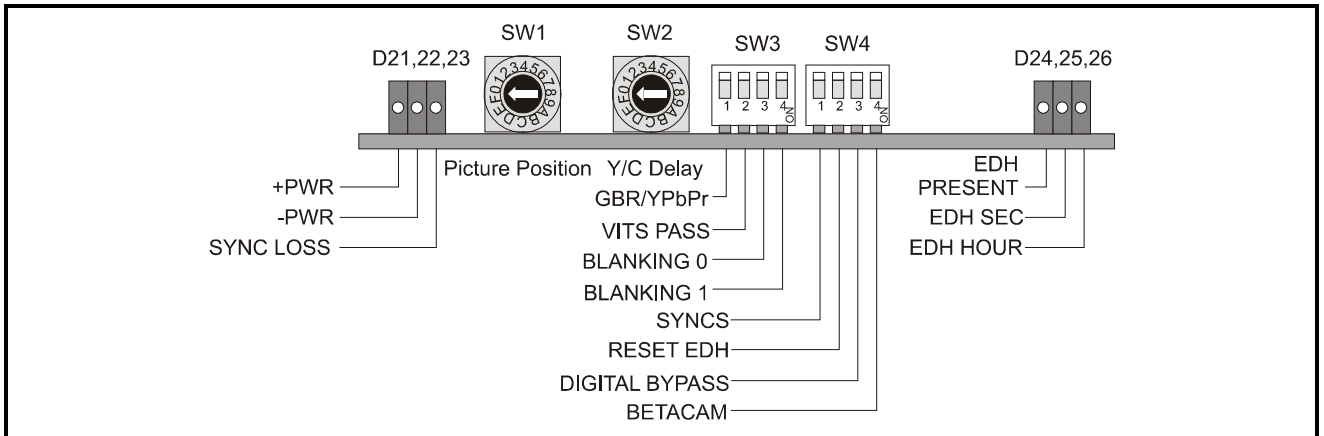 SW1
SW2
SW3
SW4
D21,22,23
D24,25,26
0123456789ABCDEF
0123456789ABCDEF
1 2 3 4
ON
1 2 3 4
ON
Picture Position
Y/C Delay
+PWR
-PWR
SYNC LOSS
GBR/YPbPr
VITS PASS
BLANKING 0
BLANKING 1
SYNCS
RESET EDH
DIGITAL BYPASS
BETACAM
EDH
PRESENT
EDH SEC
EDH HOUR